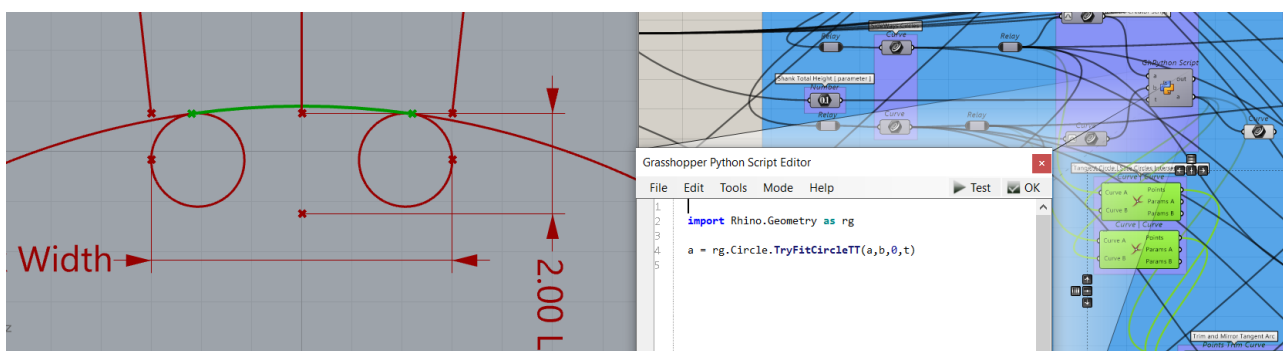 Width
2.00 L
z
Relay
Curve
Relay
GhPython Script
out
a
Shank Total Height [ parameter ]
Number
Relay
Curve
Relay
Curve
Curve | Curve
Curve A
Points
Params A
Curve B
Params B
Curve | Curve
Curve A
Points
Params A
Curve B
Params B
Trim and Mirror Tangent Arc
Points Trim Curve
Grasshopper Python Script Editor
×
File Edit Tools Mode Help Test OK
1
2 import Rhino.Geometry as rg
3
4 a = rg.Circle.TryFitCircleTT(a,b,0,t)
5